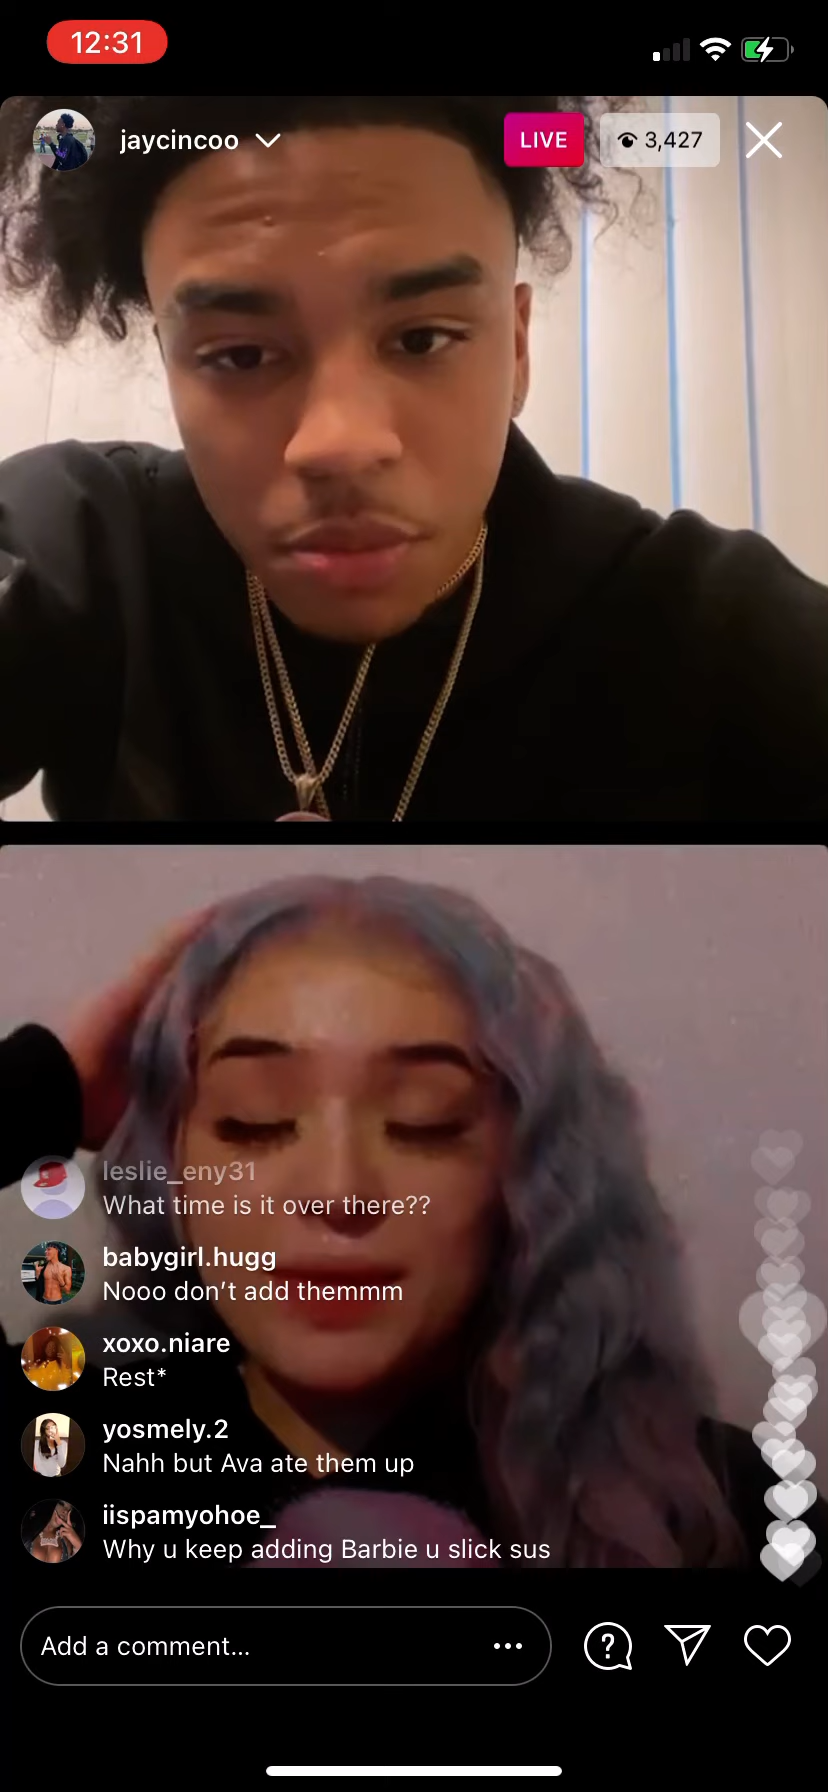 12:31
jaycincoo
LIVE
3,427
leslie_eny31
What time is it over there??
babygirl.hugg
Nooo don't add themmm
xoxo.niare
Rest*
yosmely.2
Nahh but Ava ate them up
iispamyohoe_
Why u keep adding Barbie u slick sus
Add a comment...